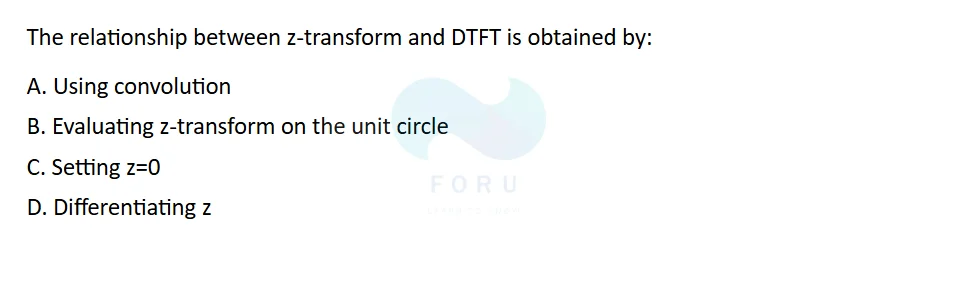 The relationship between z-transform and DTFT is obtained by:
A. Using convolution
B. Evaluating z-transform on the unit circle
C. Setting z=0
FORU
D. Differentiating z